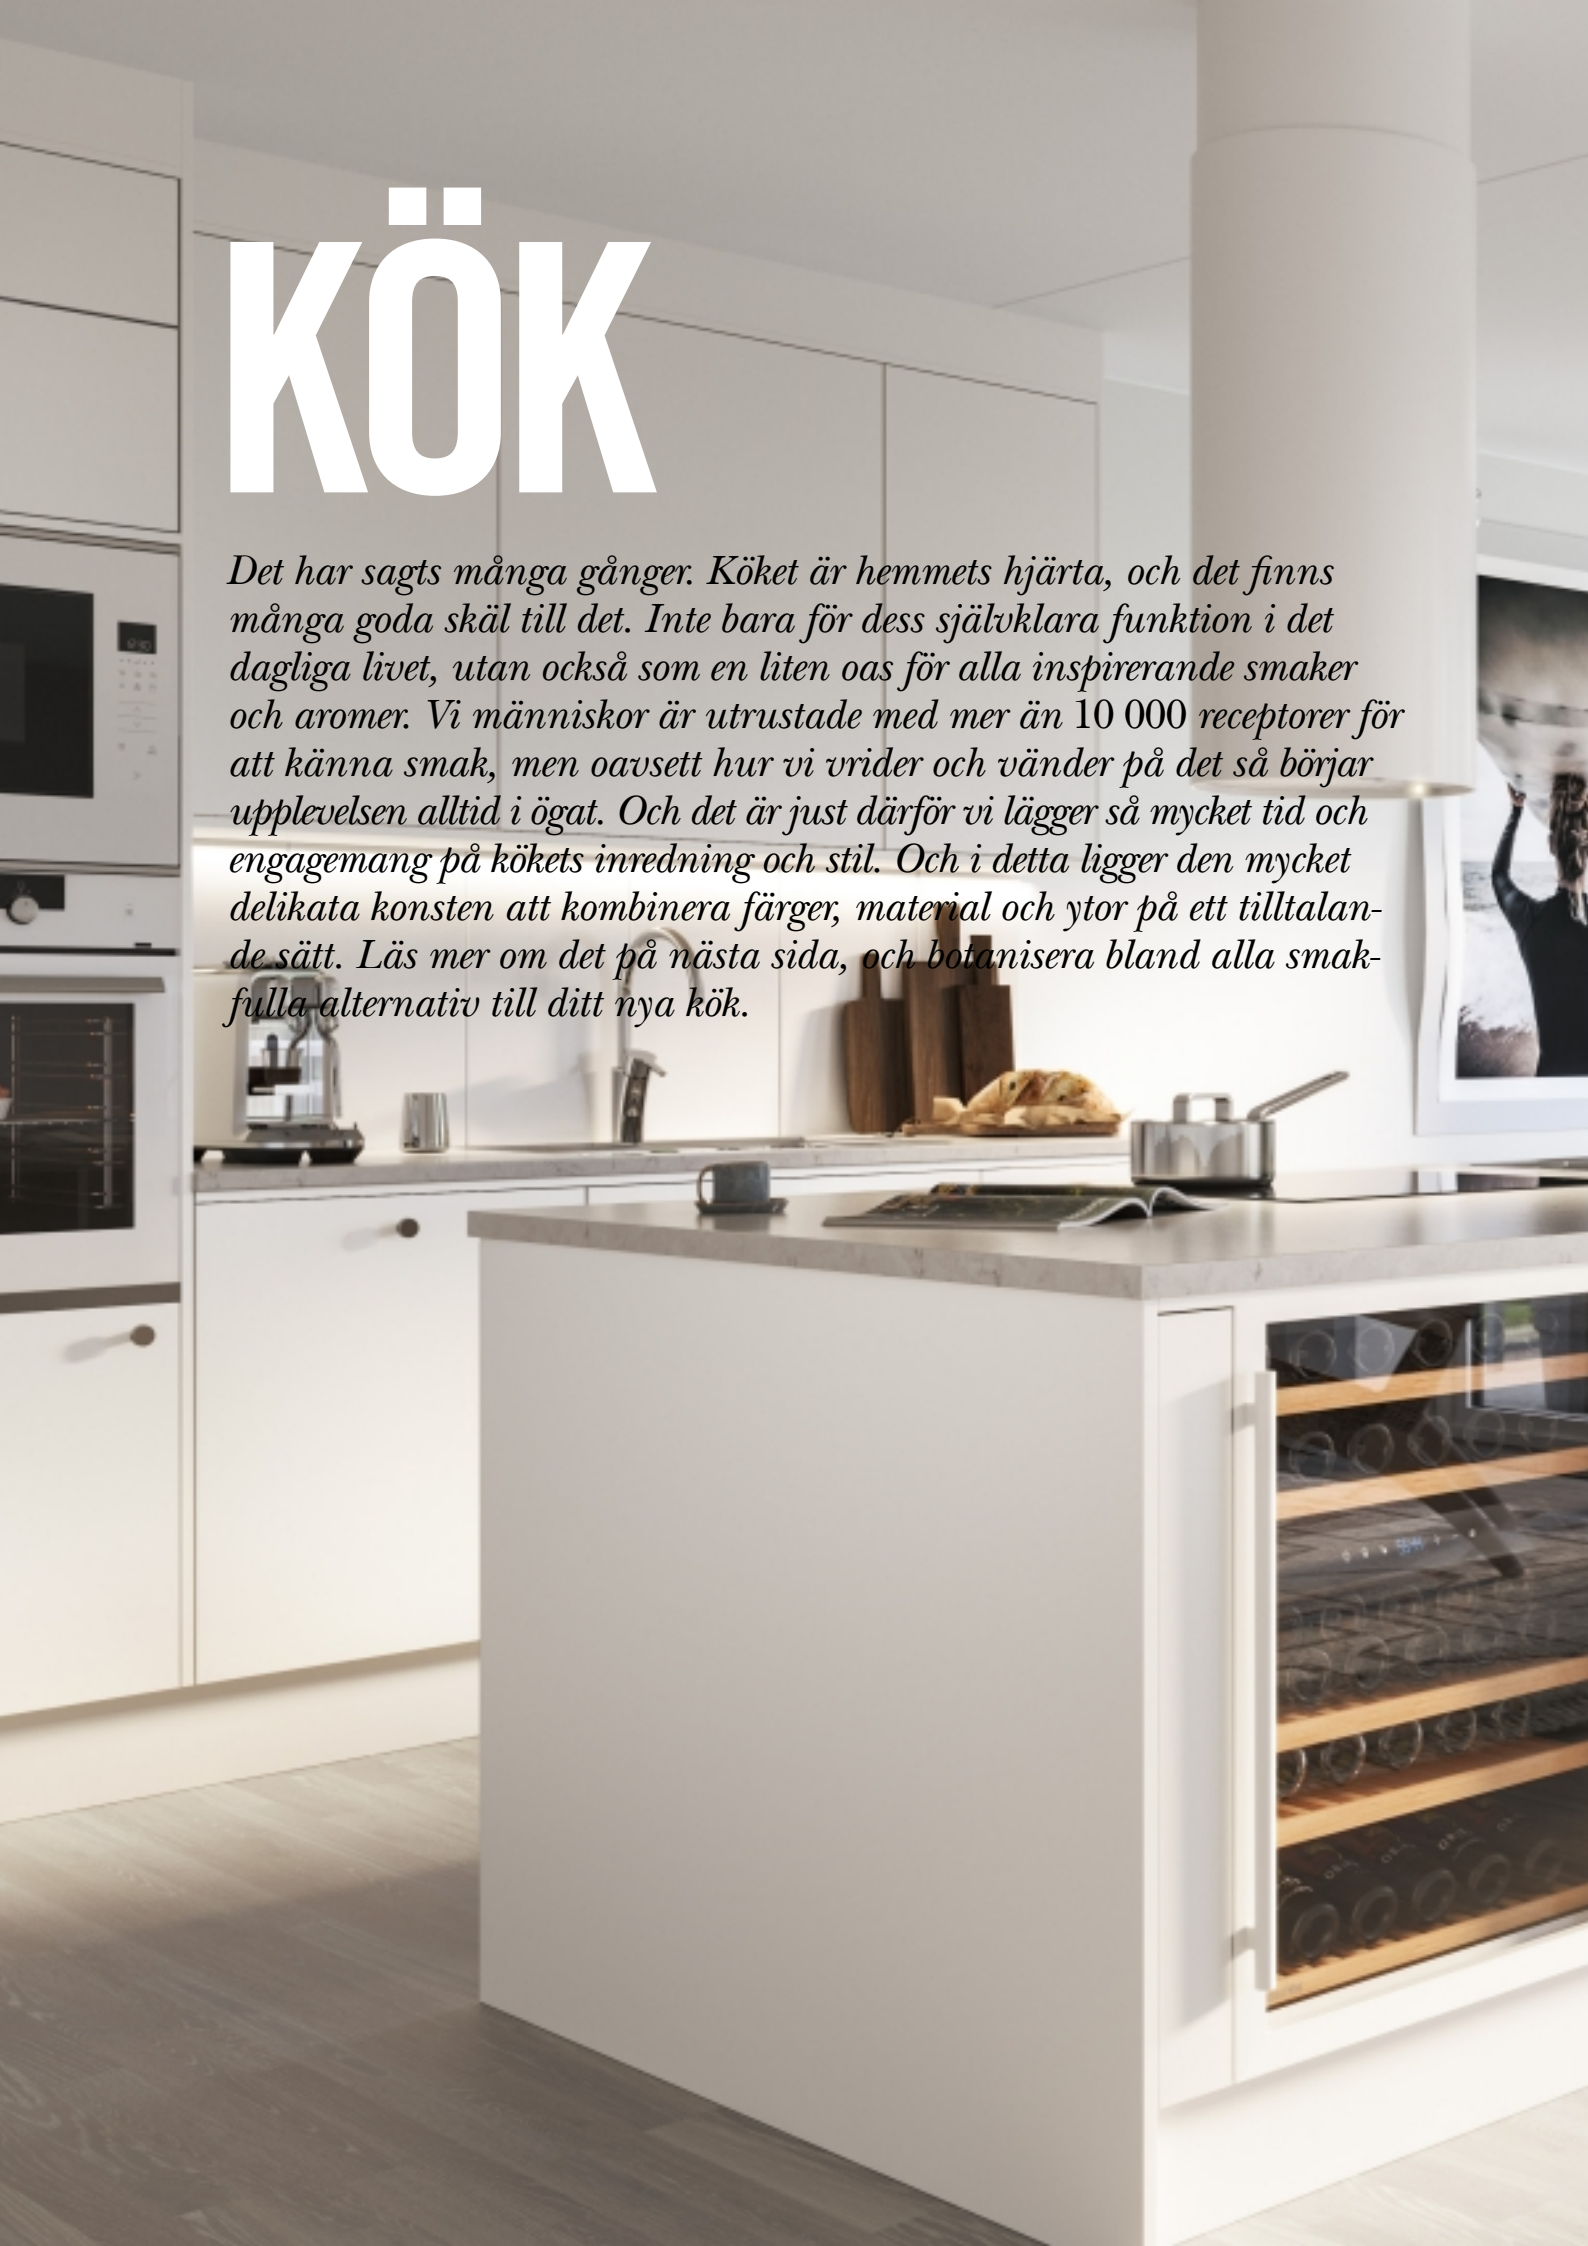 KÖK
Det har sagts många gånger. Köket är hemmets hjärta, och det finns
många goda skäl till det. Inte bara för dess självklara funktion i det
dagliga livet, utan också som en liten oas för alla inspirerande smaker
och aromer. Vi människor är utrustade med mer än 10 000 receptorer för
att känna smak, men oavsett hur vi vrider och vänder på det så börjar
upplevelsen alltid i ögat. Och det är just därför vi lägger så mycket tid och
engagemang på kökets inredning och stil. Och i detta ligger den mycket
delikata konsten att kombinera färger, material och ytor på ett tilltalan-
de sätt. Läs mer om det på nästa sida, och botanisera bland alla smak-
fulla alternativ till ditt nya kök.